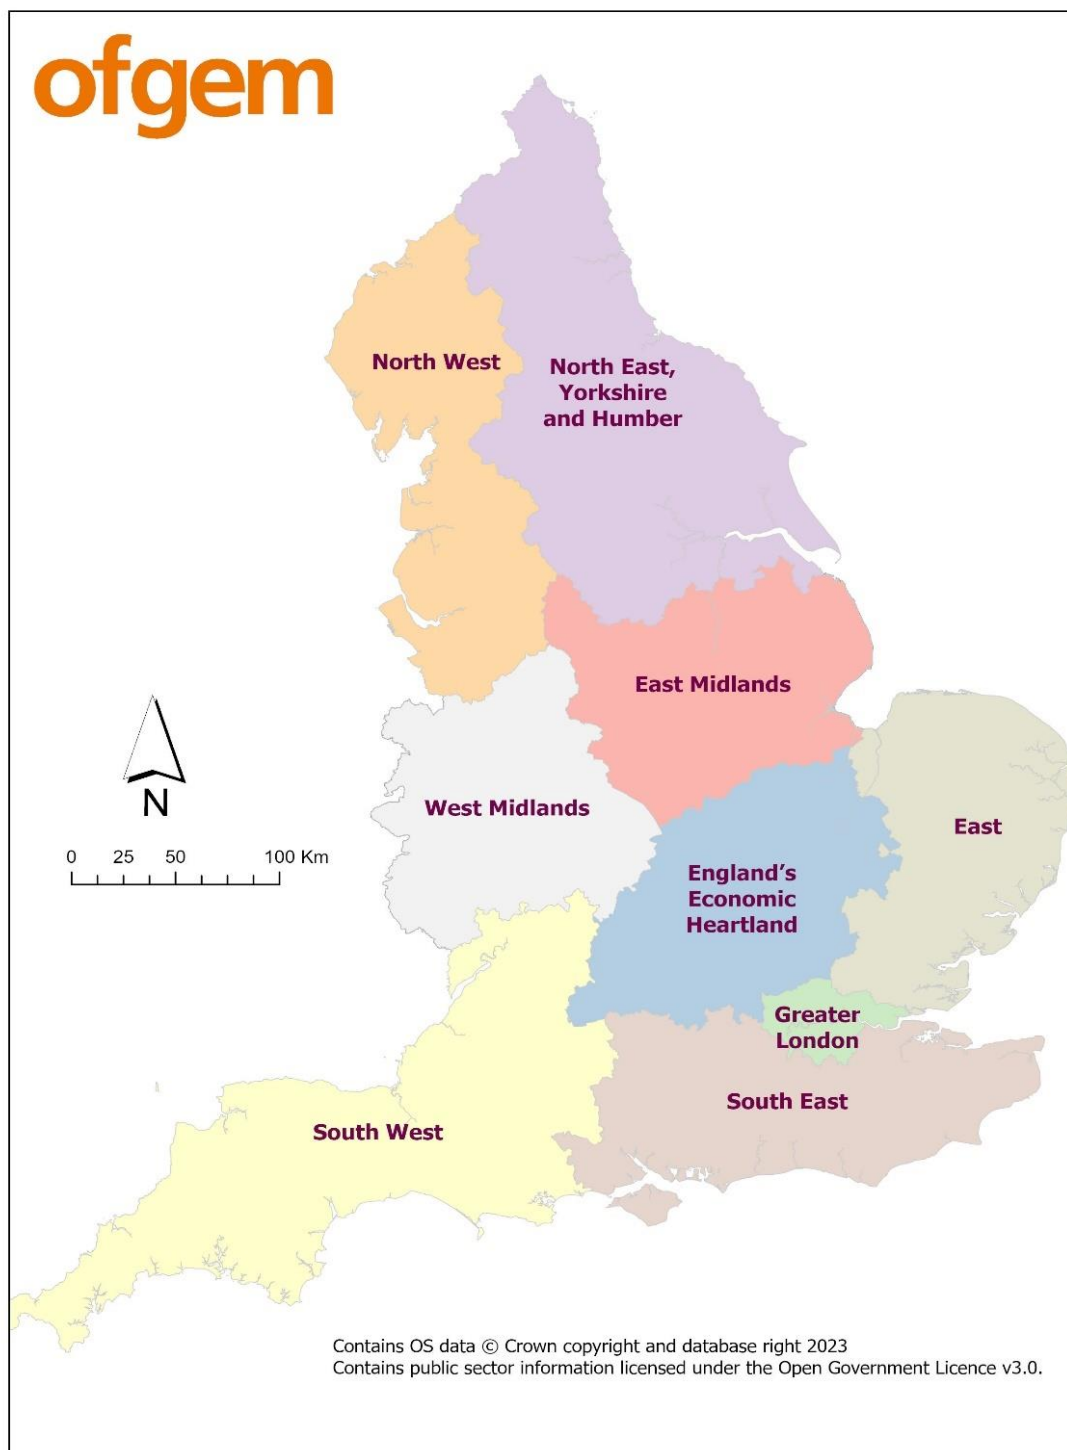 ofgem
North West
North East,
Yorkshire
and Humber
East Midlands
West Midlands
East
England’s
Economic
Heartland
Greater
London
South East
South West
N
0 25 50 100 Km
Contains OS data © Crown copyright and database right 2023
Contains public sector information licensed under the Open Government Licence v3.0.